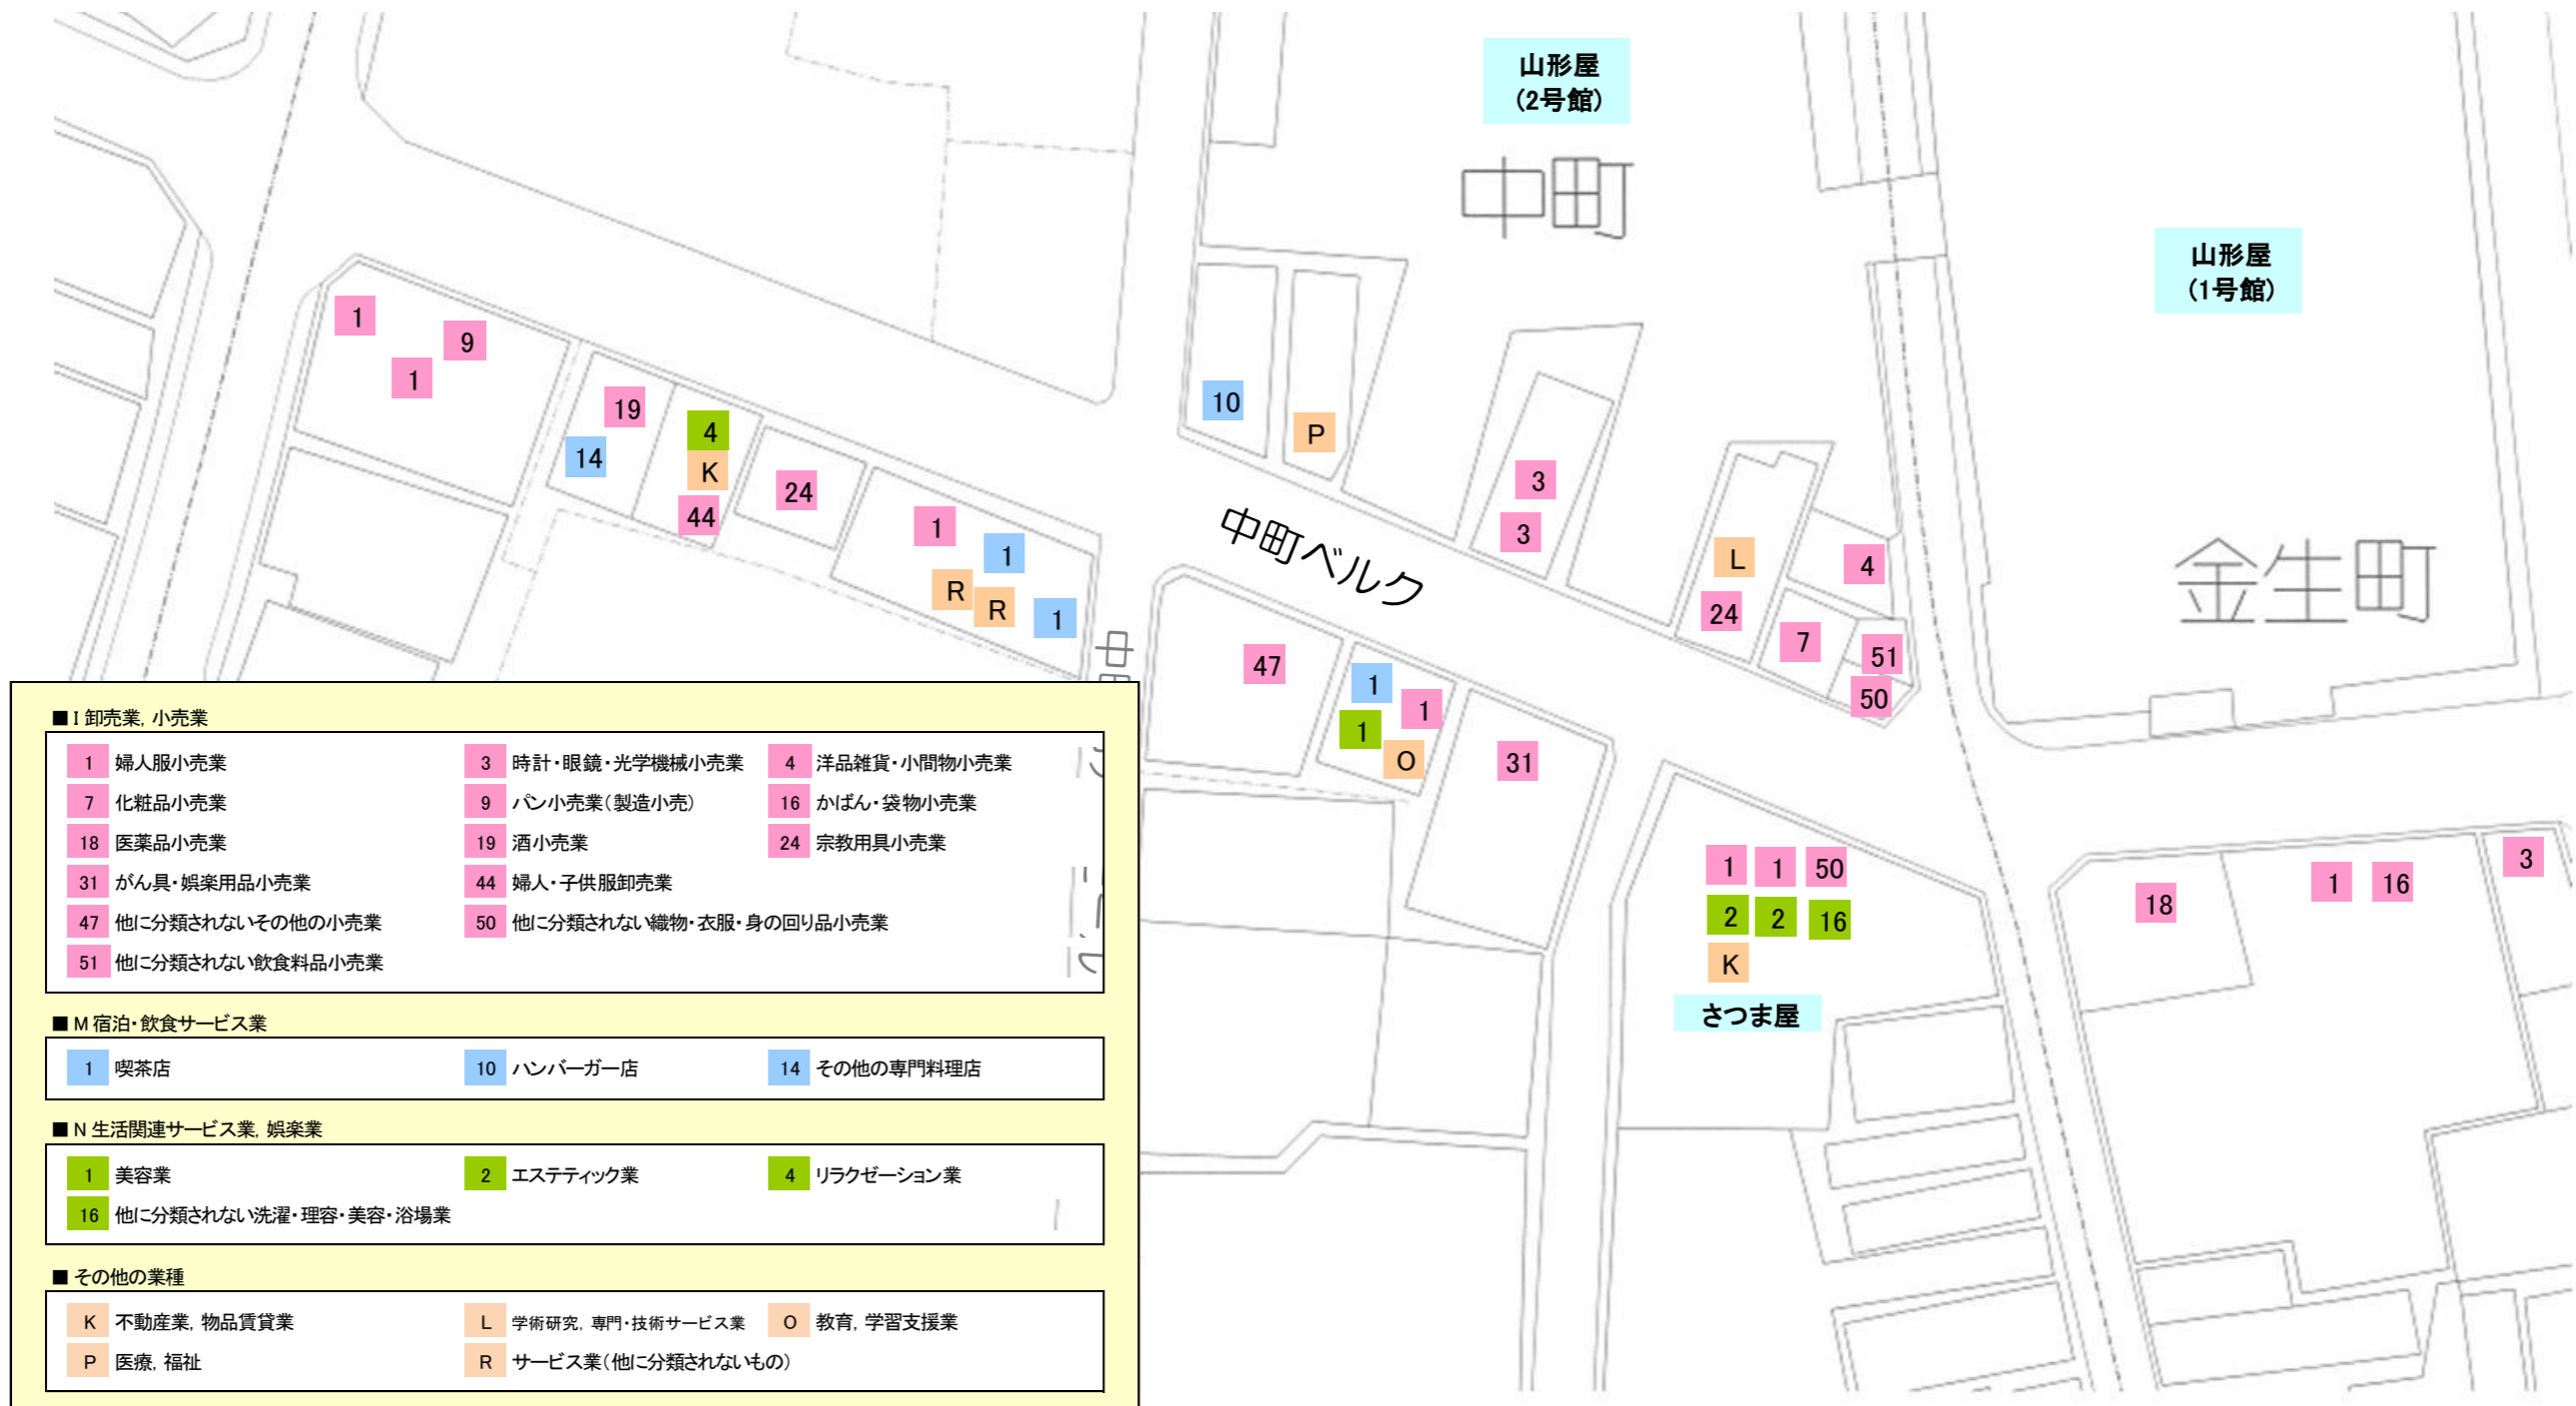 山形屋
(2号館)
中町
山形屋
(1号館)
1
9
1
19
14
4
K
44
24
1
1
R
R
1
10
P
3
3
L
24
4
7
51
50
中町ベルク
金生町
47
1
1
1
O
31
1 1 50
2 2 16
K
さつま屋
18
1 16
3
中
■ I 卸売業, 小売業
1 婦人服小売業 3 時計・眼鏡・光学機械小売業 4 洋品雑貨・小間物小売業
7 化粧品小売業 9 パン小売業(製造小売) 16 かばん・袋物小売業
18 医薬品小売業 19 酒小売業 24 宗教用具小売業
31 がん具・娯楽用品小売業 44 婦人・子供服卸売業
47 他に分類されないその他の小売業 50 他に分類されない織物・衣服・身の回り品小売業
51 他に分類されない飲食料品小売業
■ M 宿泊・飲食サービス業
1 喫茶店 10 ハンバーガー店 14 その他の専門料理店
■ N 生活関連サービス業, 娯楽業
1 美容業 2 エステティック業 4 リラクゼーション業
16 他に分類されない洗濯・理容・美容・浴場業
■ その他の業種
K 不動産業, 物品賃貸業 L 学術研究, 専門・技術サービス業 O 教育, 学習支援業
P 医療, 福祉 R サービス業(他に分類されないもの)